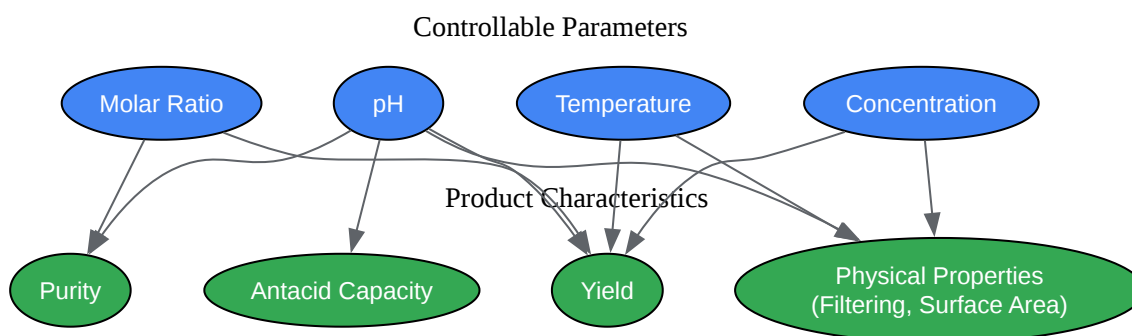 Controllable Parameters
Molar Ratio
pH
Temperature
Concentration
Product Characteristics
Purity
Antacid Capacity
Yield
Physical Properties
(Filtering, Surface Area)